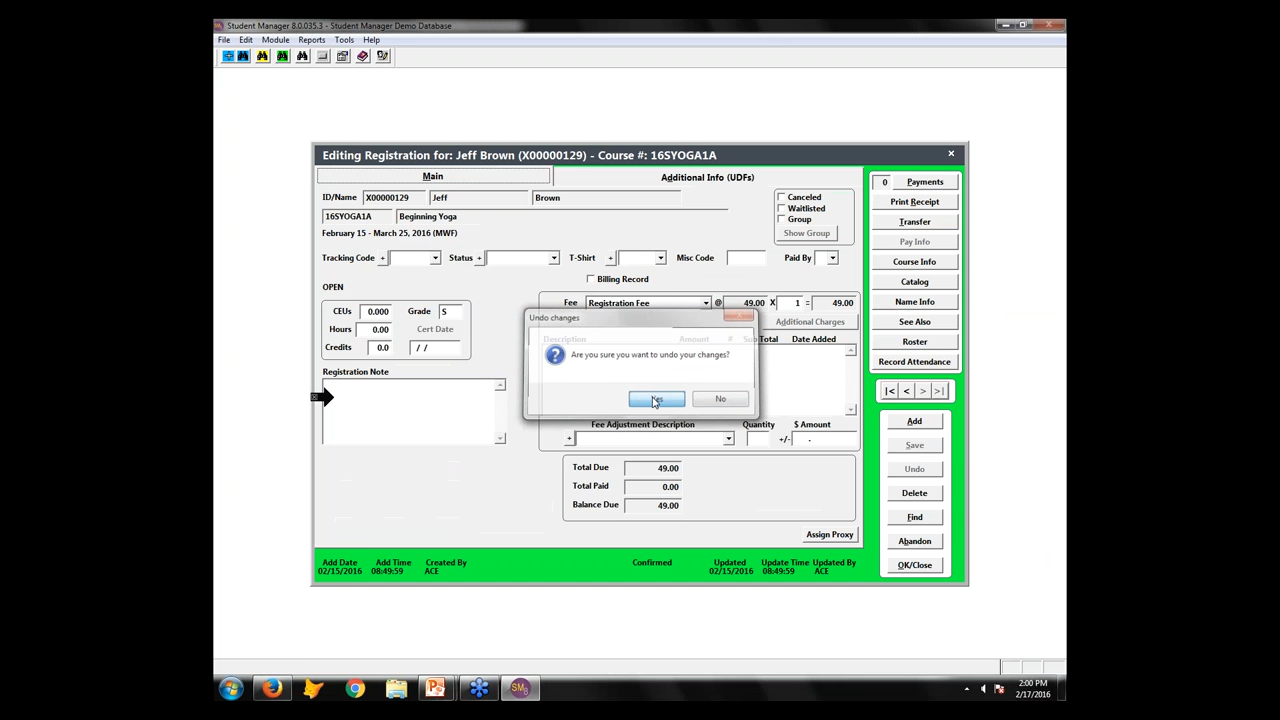 Student Manager 8.0.035.3 - Student Manager Demo Database
File Edit Module Reports Tools Help
Editing Registration for: Jeff Brown (X00000129) - Course #: 16SYOGA1A
Main Additional Info (UDFs)
ID/Name X00000129 Jeff Brown
Canceled
Waitlisted
Group
Show Group
16SYOGA1A Beginning Yoga
February 15 - March 25, 2016 (MWF)
Tracking Code + Status + T-Shirt + Misc Code Paid By
Billing Record
OPEN
Fee Registration Fee @ 49.00 X 1 = 49.00
CEUs 0.000 Grade S
Hours 0.00 Cert Date
Credits 0.0 / /
Additional Charges
Description Amount # Sub Total Date Added
Undo changes
Are you sure you want to undo your changes?
Yes No
Registration Note
Fee Adjustment Description Quantity $ Amount
+ +/- .
Total Due 49.00
Total Paid 0.00
Balance Due 49.00
Assign Proxy
Add Date Add Time Created By Confirmed Updated Update Time Updated By
02/15/2016 08:49:59 ACE 02/15/2016 08:49:59 ACE
0 Payments
Print Receipt
Transfer
Pay Info
Course Info
Catalog
Name Info
See Also
Roster
Record Attendance
|< < > >|
Add
Save
Undo
Delete
Find
Abandon
OK/Close
SM8
2:00 PM
2/17/2016